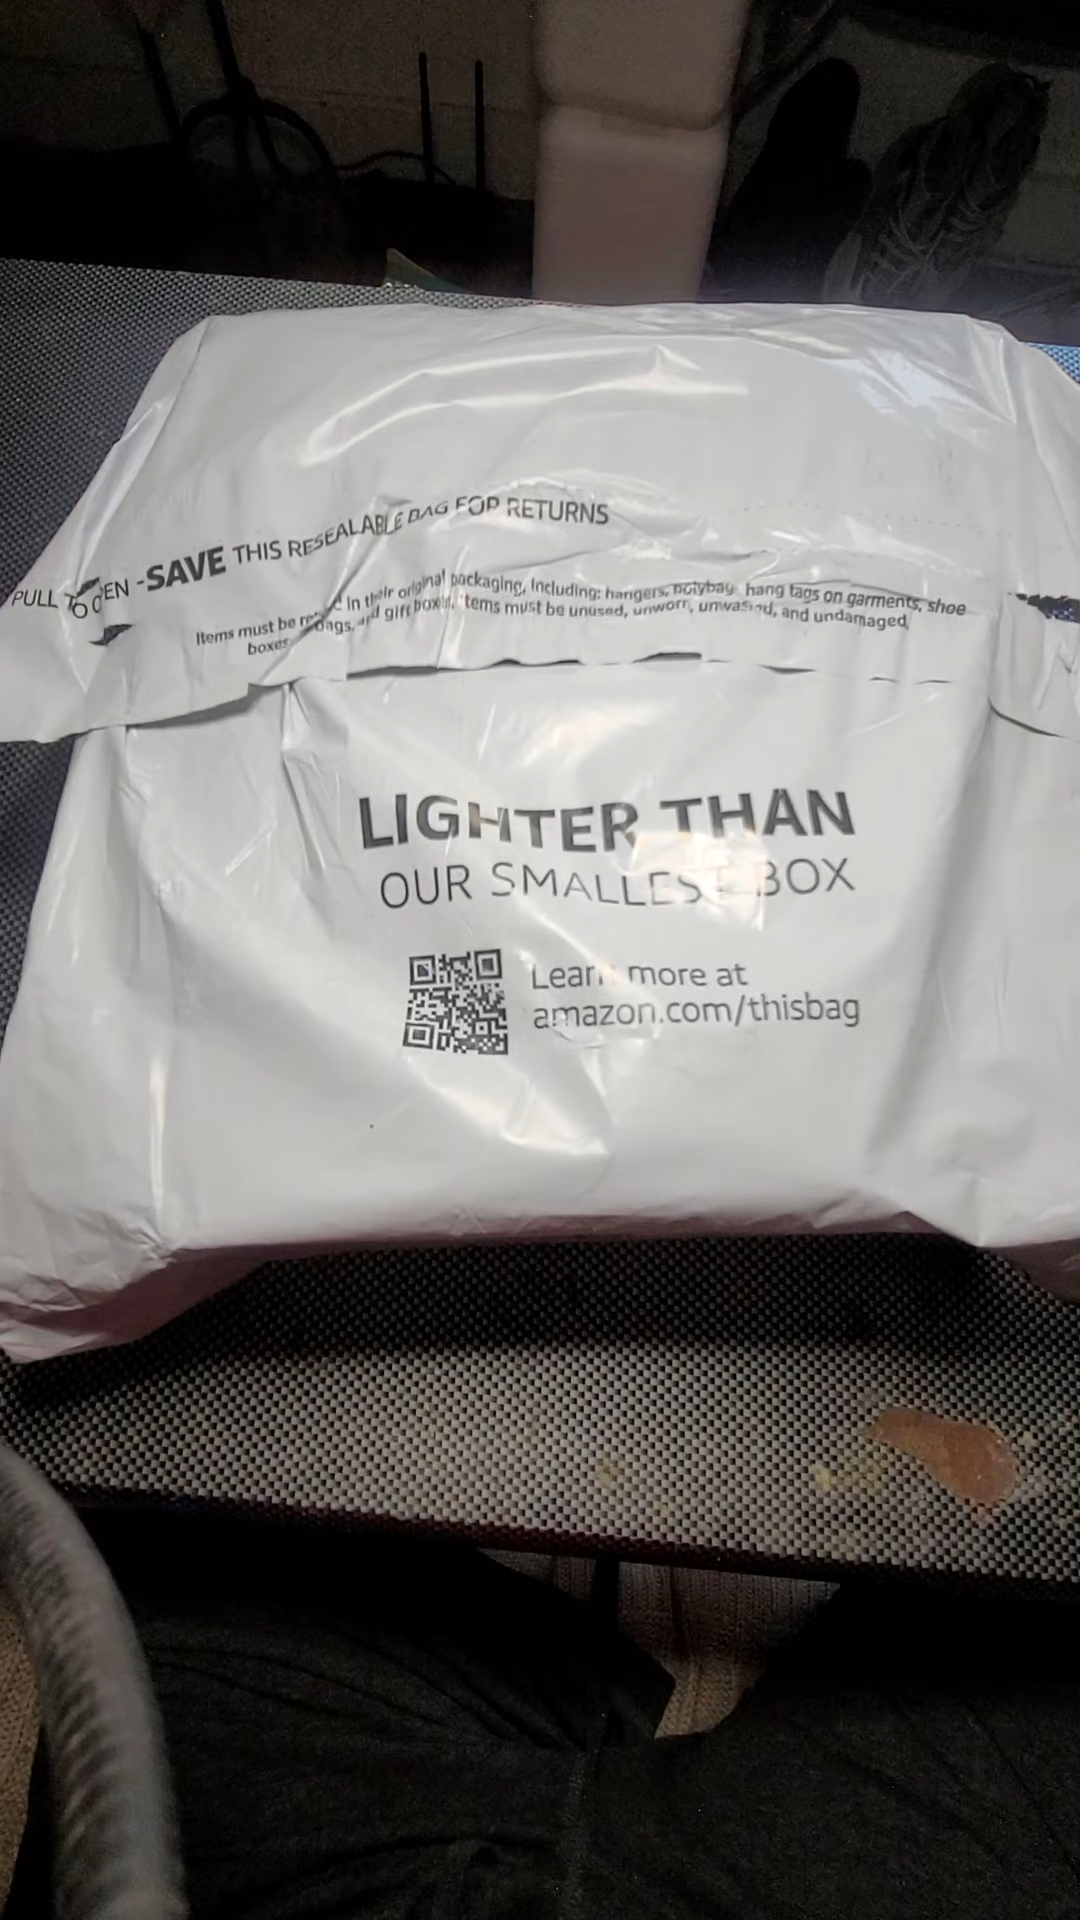 PULL TO OPEN - SAVE THIS RESEALABLE BAG FOR RETURNS
Items must be in their original packaging, including: hangers, polybag, hang tags on garments, shoe
boxes, bags, and gift boxes. Items must be unused, unworn, unwashed, and undamaged.
LIGHTER THAN
OUR SMALLEST BOX
Learn more at
amazon.com/thisbag